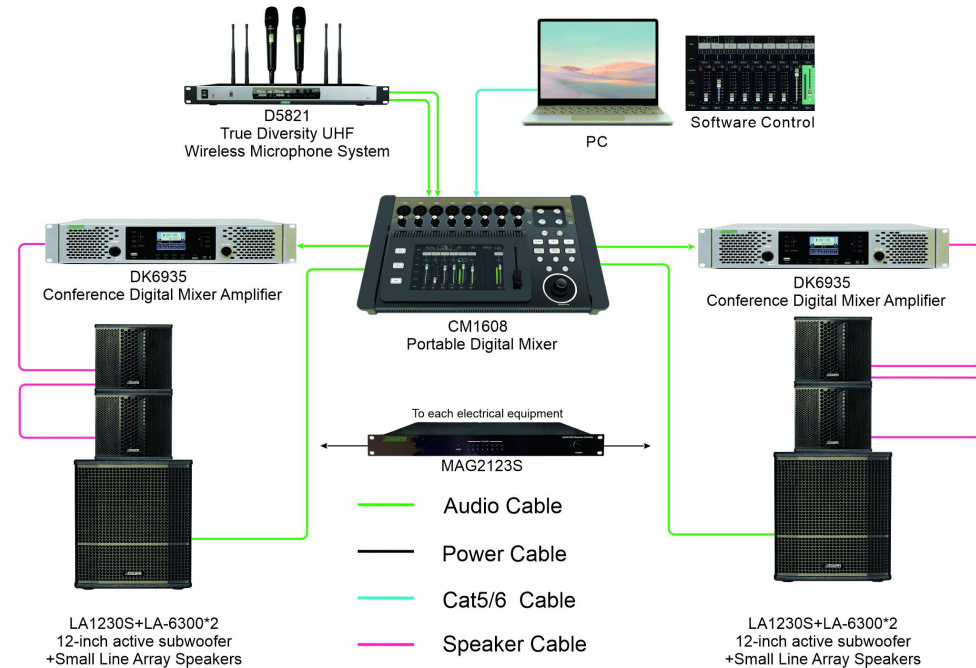 D5821
True Diversity UHF
Wireless Microphone System
PC
Software Control
DK6935
Conference Digital Mixer Amplifier
CM1608
Portable Digital Mixer
DK6935
Conference Digital Mixer Amplifier
To each electrical equipment
MAG2123S
Audio Cable
Power Cable
Cat5/6 Cable
Speaker Cable
LA1230S+LA-6300*2
12-inch active subwoofer
+Small Line Array Speakers
LA1230S+LA-6300*2
12-inch active subwoofer
+Small Line Array Speakers